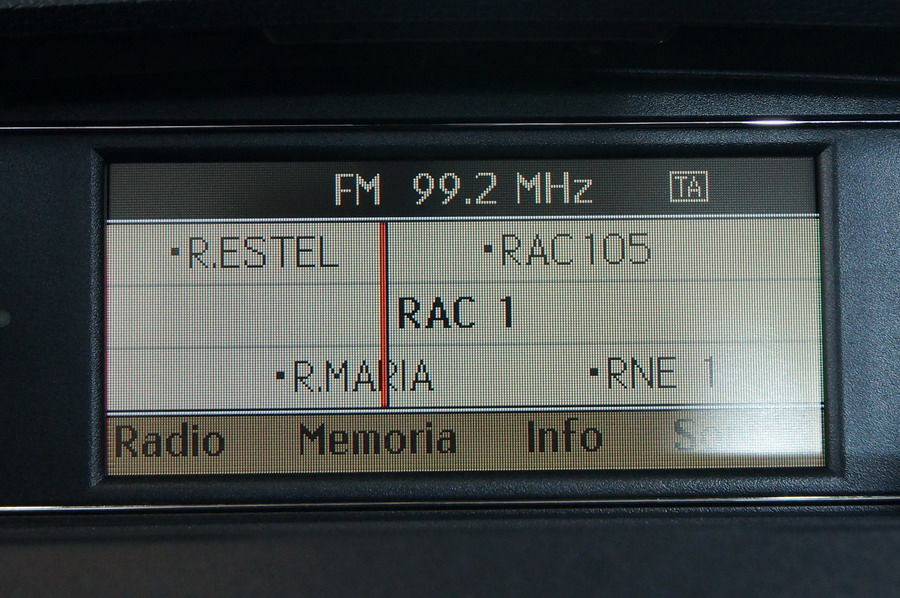 FM 99.2 MHz TA
R.ESTEL RAC105
RAC 1
R.MARIA RNE 1
Radio Memoria Info